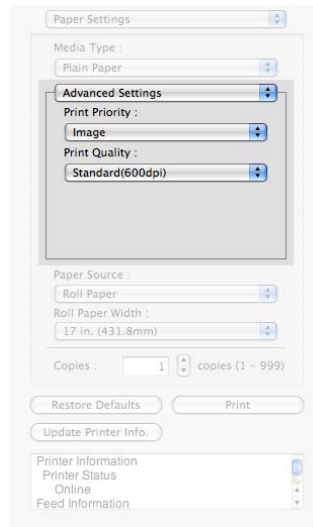 Paper Settings
Media Type :
Plain Paper
Advanced Settings
Print Priority :
Image
Print Quality :
Standard(600dpi)
Paper Source :
Roll Paper
Roll Paper Width :
17 in. (431.8mm)
Copies : 1 copies (1 ~ 999)
Restore Defaults Print
Update Printer Info.
Printer Information
Printer Status
Online
Feed Information